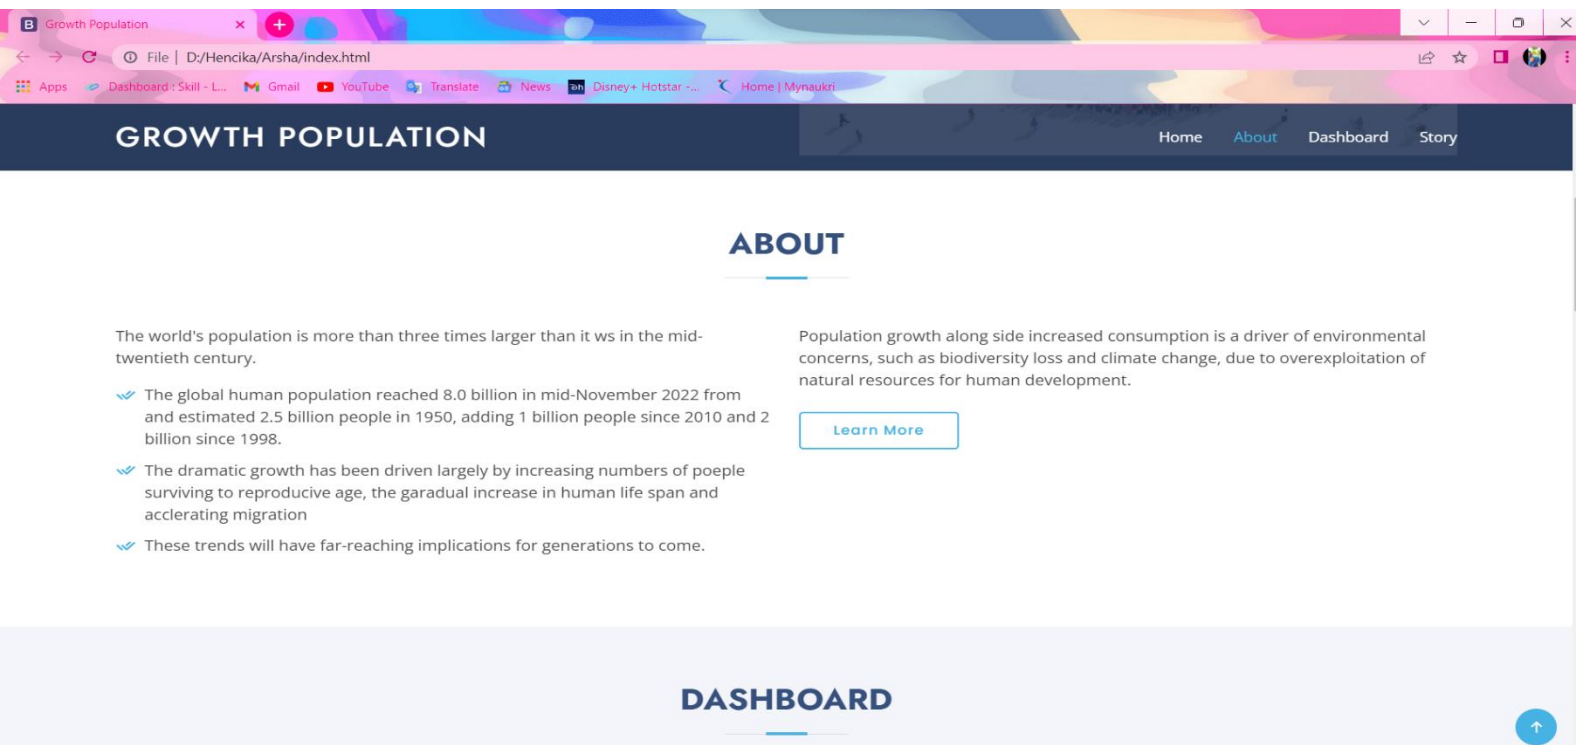 Growth Population
File | D:/Hencika/Arsha/index.html
Apps Dashboard : Skill - L... Gmail YouTube Translate News Disney+ Hotstar -... Home | Mynaukri
GROWTH POPULATION
Home About Dashboard Story
ABOUT
The world's population is more than three times larger than it ws in the mid-
twentieth century.
The global human population reached 8.0 billion in mid-November 2022 from
and estimated 2.5 billion people in 1950, adding 1 billion people since 2010 and 2
billion since 1998.
The dramatic growth has been driven largely by increasing numbers of poeple
surviving to reproducive age, the garadual increase in human life span and
acclerating migration
These trends will have far-reaching implications for generations to come.
Population growth along side increased consumption is a driver of environmental
concerns, such as biodiversity loss and climate change, due to overexploitation of
natural resources for human development.
Learn More
DASHBOARD